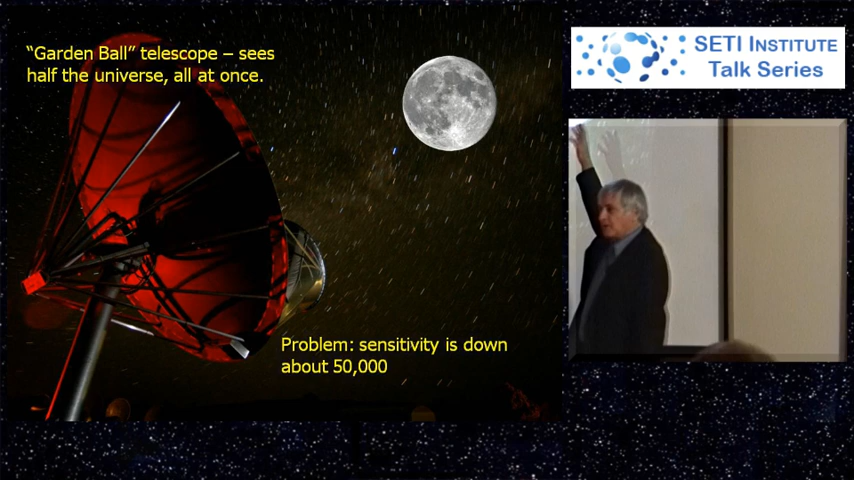 “Garden Ball” telescope – sees
half the universe, all at once.
Problem: sensitivity is down
about 50,000
SETI INSTITUTE
Talk Series